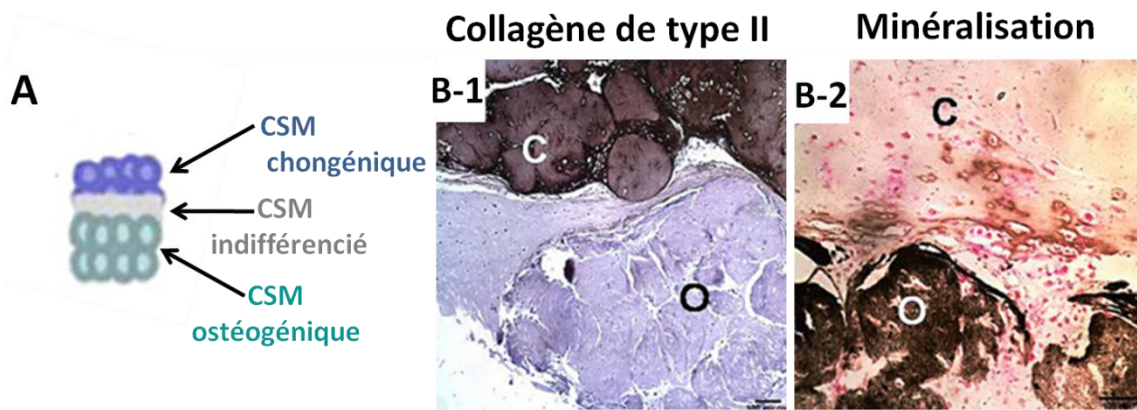 Collagène de type II
Minéralisation
A
CSM
chongénique
CSM
indifférencié
CSM
ostéogénique
B-1
C
O
B-2
C
O